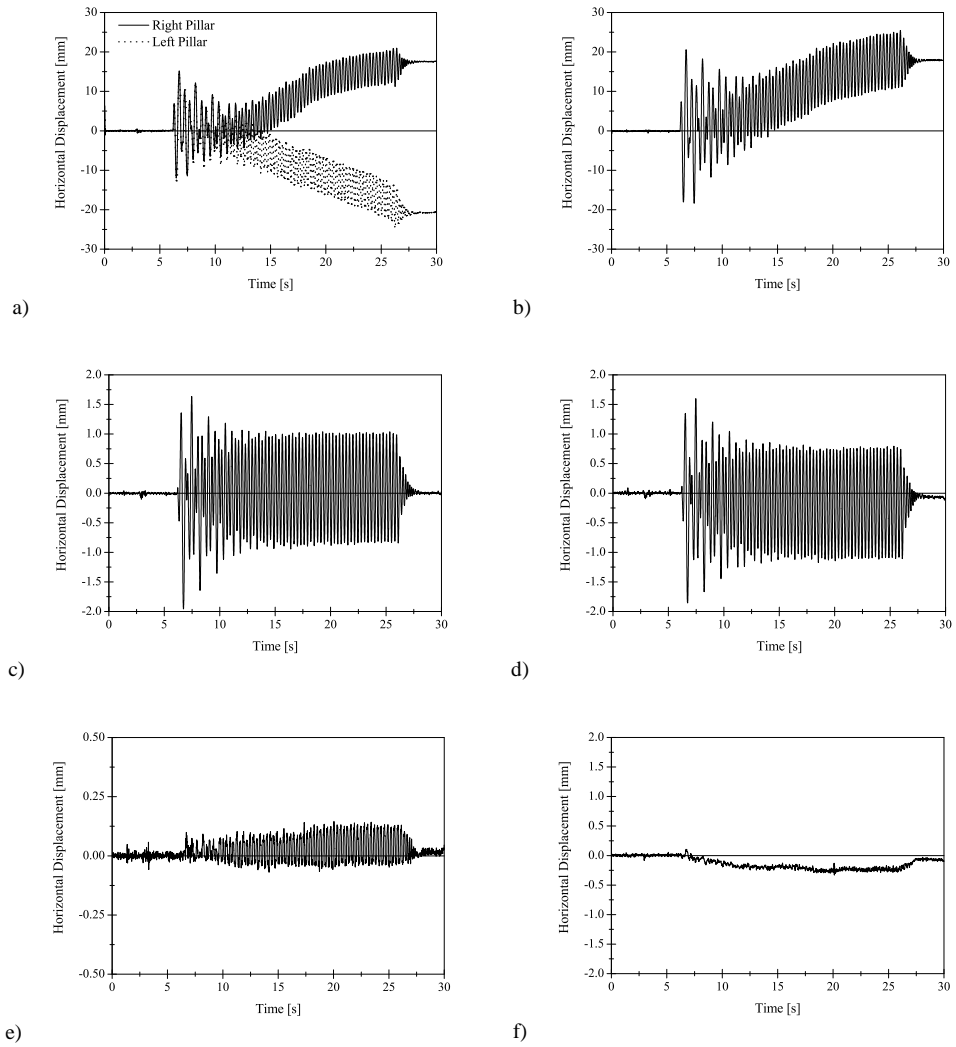 30
20
10
0
-10
-20
30
0 5 10 15 20 25 30
Horizontal Displacement [mm]
Time [s]
Right Pillar
Left Pillar
a)
30
20
10
0
-10
-20
-30
0 5 10 15 20 25 30
Horizontal Displacement [mm]
Time [s]
b)
2.0
1.5
1.0
0.5
0.0
-0.5
-1.0
-1.5
-2.0
0 5 10 15 20 25 30
Horizontal Displacement [mm]
Time [s]
c)
2.0
1.5
1.0
0.5
0.0
-0.5
-1.0
-1.5
-2.0
0 5 10 15 20 25 30
Horizontal Displacement [mm]
Time [s]
d)
0.50
0.25
0.00
-0.25
-0.50
0 5 10 15 20 25 30
Horizontal Displacement [mm]
Time [s]
e)
2.0
1.5
1.0
0.5
0.0
-0.5
-1.0
-1.5
-2.0
0 5 10 15 20 25 30
Horizontal Displacement [mm]
Time [s]
f)